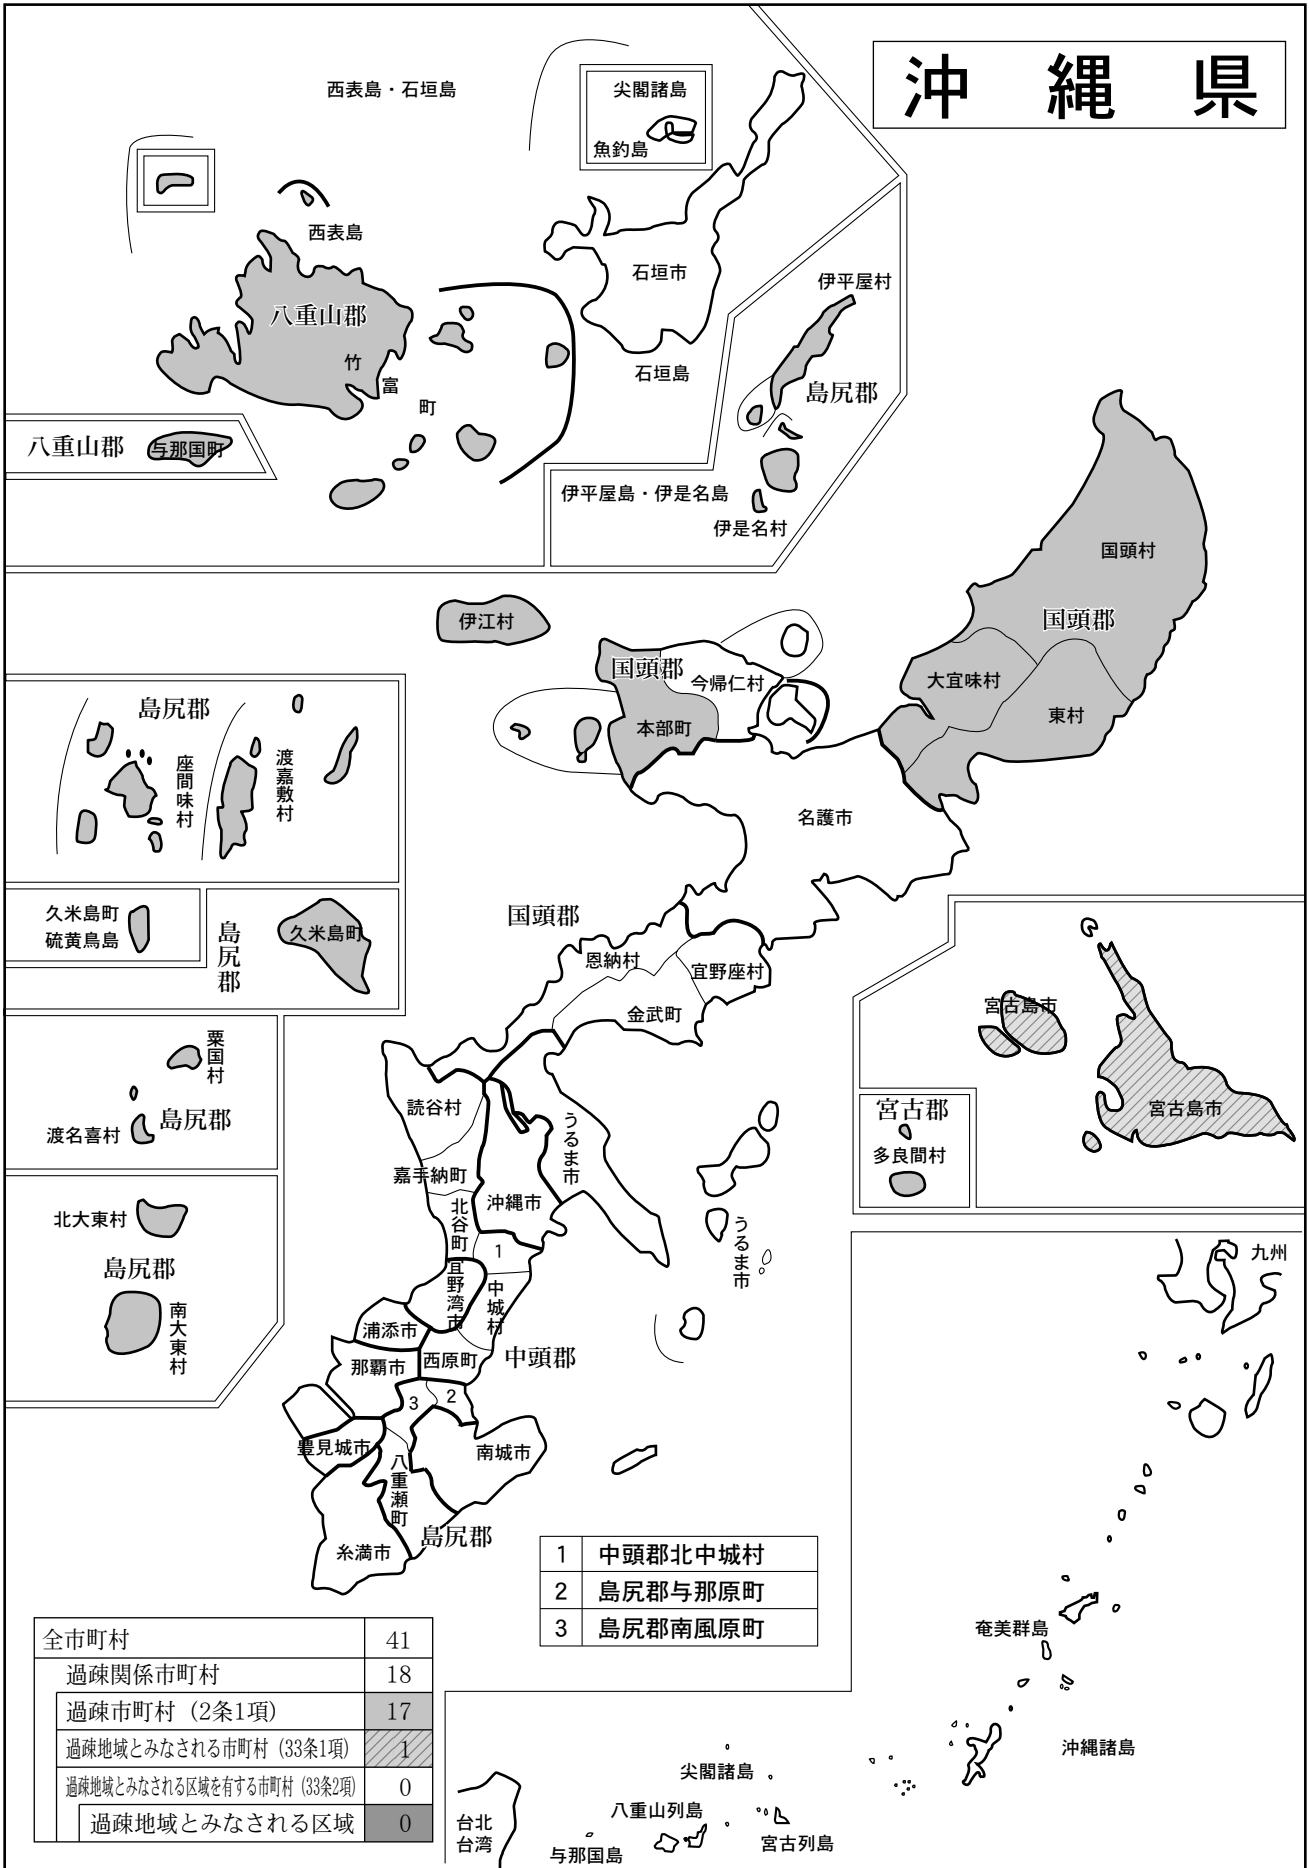 沖縄県
西表島・石垣島
尖閣諸島
魚釣島
西表島
石垣市
八重山郡
竹富町
石垣島
八重山郡
与那国町
伊平屋村
島尻郡
伊平屋島・伊是名島
伊是名村
国頭村
国頭郡
大宜味村
東村
伊江村
国頭郡
今帰仁村
本部町
名護市
島尻郡
座間味村
渡嘉敷村
久米島町
硫黄鳥島
島尻郡
久米島町
国頭郡
恩納村
宜野座村
金武町
宮古島市
宮古島市
宮古郡
多良間村
粟国村
島尻郡
渡名喜村
読谷村
うるま市
嘉手納町
沖縄市
北谷町
1
うるま市
宜野湾市
中城村
北大東村
島尻郡
南大東村
浦添市
那覇市
西原町
中頭郡
3
2
豊見城市
南城市
八重瀬町
島尻郡
糸満市
九州
1 中頭郡北中城村
2 島尻郡与那原町
3 島尻郡南風原町
全市町村 41
過疎関係市町村 18
過疎市町村(2条1項) 17
過疎地域とみなされる市町村(33条1項) 1
過疎地域とみなされる区域を有する市町村(33条2項) 0
過疎地域とみなされる区域 0
奄美群島
沖縄諸島
尖閣諸島
八重山列島
宮古列島
与那国島
台北
台湾